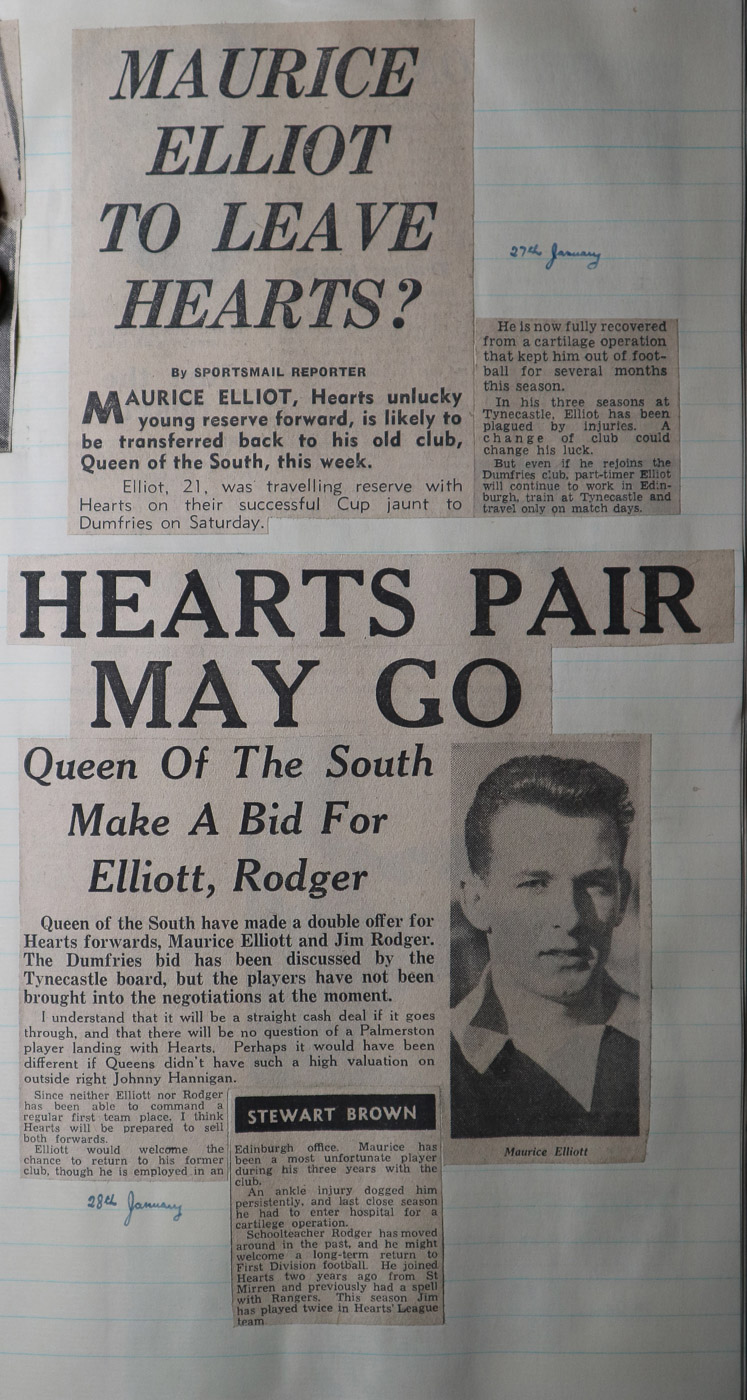 MAURICE
ELLIOT
TO LEAVE
HEARTS?
By SPORTSMAIL REPORTER
MAURICE ELLIOT, Hearts unlucky
young reserve forward, is likely to
be transferred back to his old club,
Queen of the South, this week.
Elliot, 21, was travelling reserve with
Hearts on their successful Cup jaunt to
Dumfries on Saturday.
27th January
He is now fully recovered
from a cartilage operation
that kept him out of foot-
ball for several months
this season.
In his three seasons at
Tynecastle, Elliot has been
plagued by injuries. A
change of club could
change his luck.
But even if he rejoins the
Dumfries club, part-timer Elliot
will continue to work in Edin-
burgh, train at Tynecastle and
travel only on match days.
HEARTS PAIR
MAY GO
Queen Of The South
Make A Bid For
Elliott, Rodger
Queen of the South have made a double offer for
Hearts forwards, Maurice Elliott and Jim Rodger.
The Dumfries bid has been discussed by the
Tynecastle board, but the players have not been
brought into the negotiations at the moment.
I understand that it will be a straight cash deal if it goes
through, and that there will be no question of a Palmerston
player landing with Hearts. Perhaps it would have been
different if Queens didn't have such a high valuation on
outside right Johnny Hannigan.
Since neither Elliott nor Rodger
has been able to command a
regular first team place, I think
Hearts will be prepared to sell
both forwards.
Elliott would welcome the
chance to return to his former
club, though he is employed in an
28th January
STEWART BROWN
Edinburgh office. Maurice has
been a most unfortunate player
during his three years with the
club.
An ankle injury dogged him
persistently, and last close season
he had to enter hospital for a
cartilege operation.
Schoolteacher Rodger has moved
around in the past, and he might
welcome a long-term return to
First Division football. He joined
Hearts two years ago from St
Mirren and previously had a spell
with Rangers. This season Jim
has played twice in Hearts' League
team
Maurice Elliott